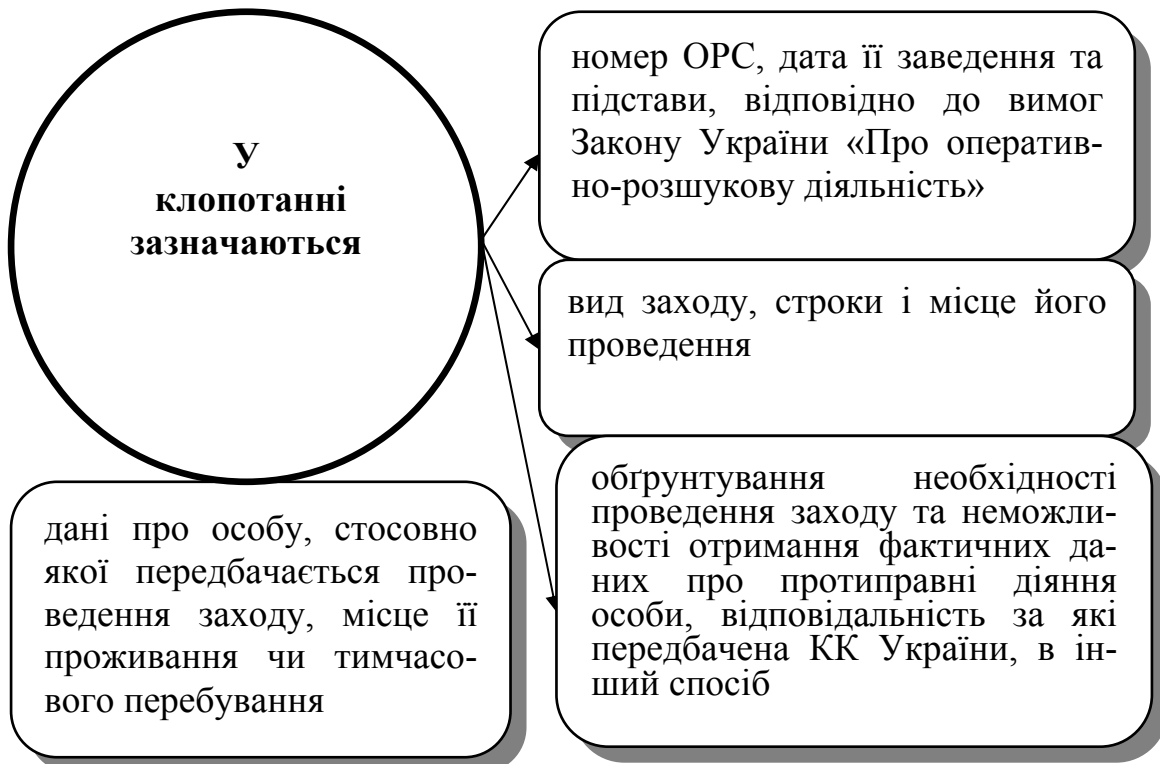 У
клопотанні
зазначаються
номер ОРС, дата її заведення та
підстави, відповідно до вимог
Закону України «Про оператив-
но-розшукову діяльність»
вид заходу, строки і місце його
проведення
обґрунтування необхідності
проведення заходу та неможли-
вості отримання фактичних да-
них про протиправні діяння
особи, відповідальність за які
передбачена КК України, в ін-
ший спосіб
дані про особу, стосовно
якої передбачається про-
ведення заходу, місце її
проживання чи тимчасо-
вого перебування